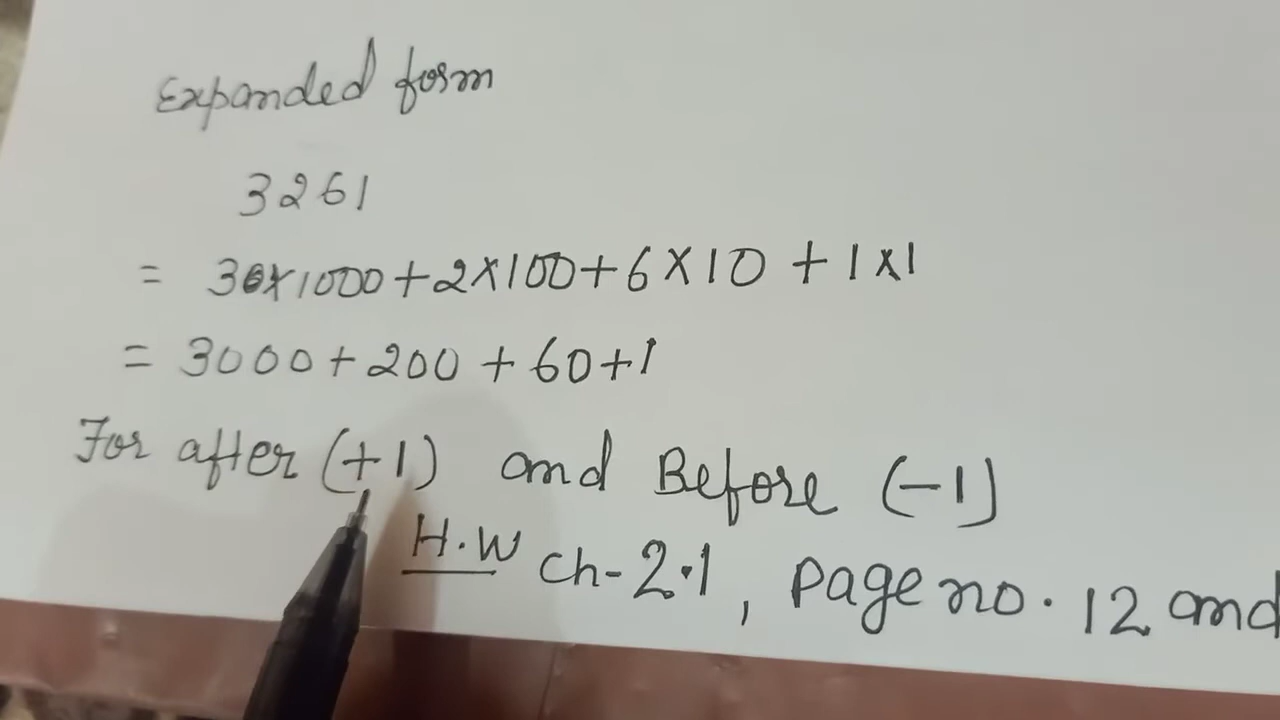 Expanded form
3261
= 3×1000+2×100+6×10 +1×1
= 3000+200 +60+1
For after (+1) and Before (-1)
H.W ch-2.1, page no. 12 and